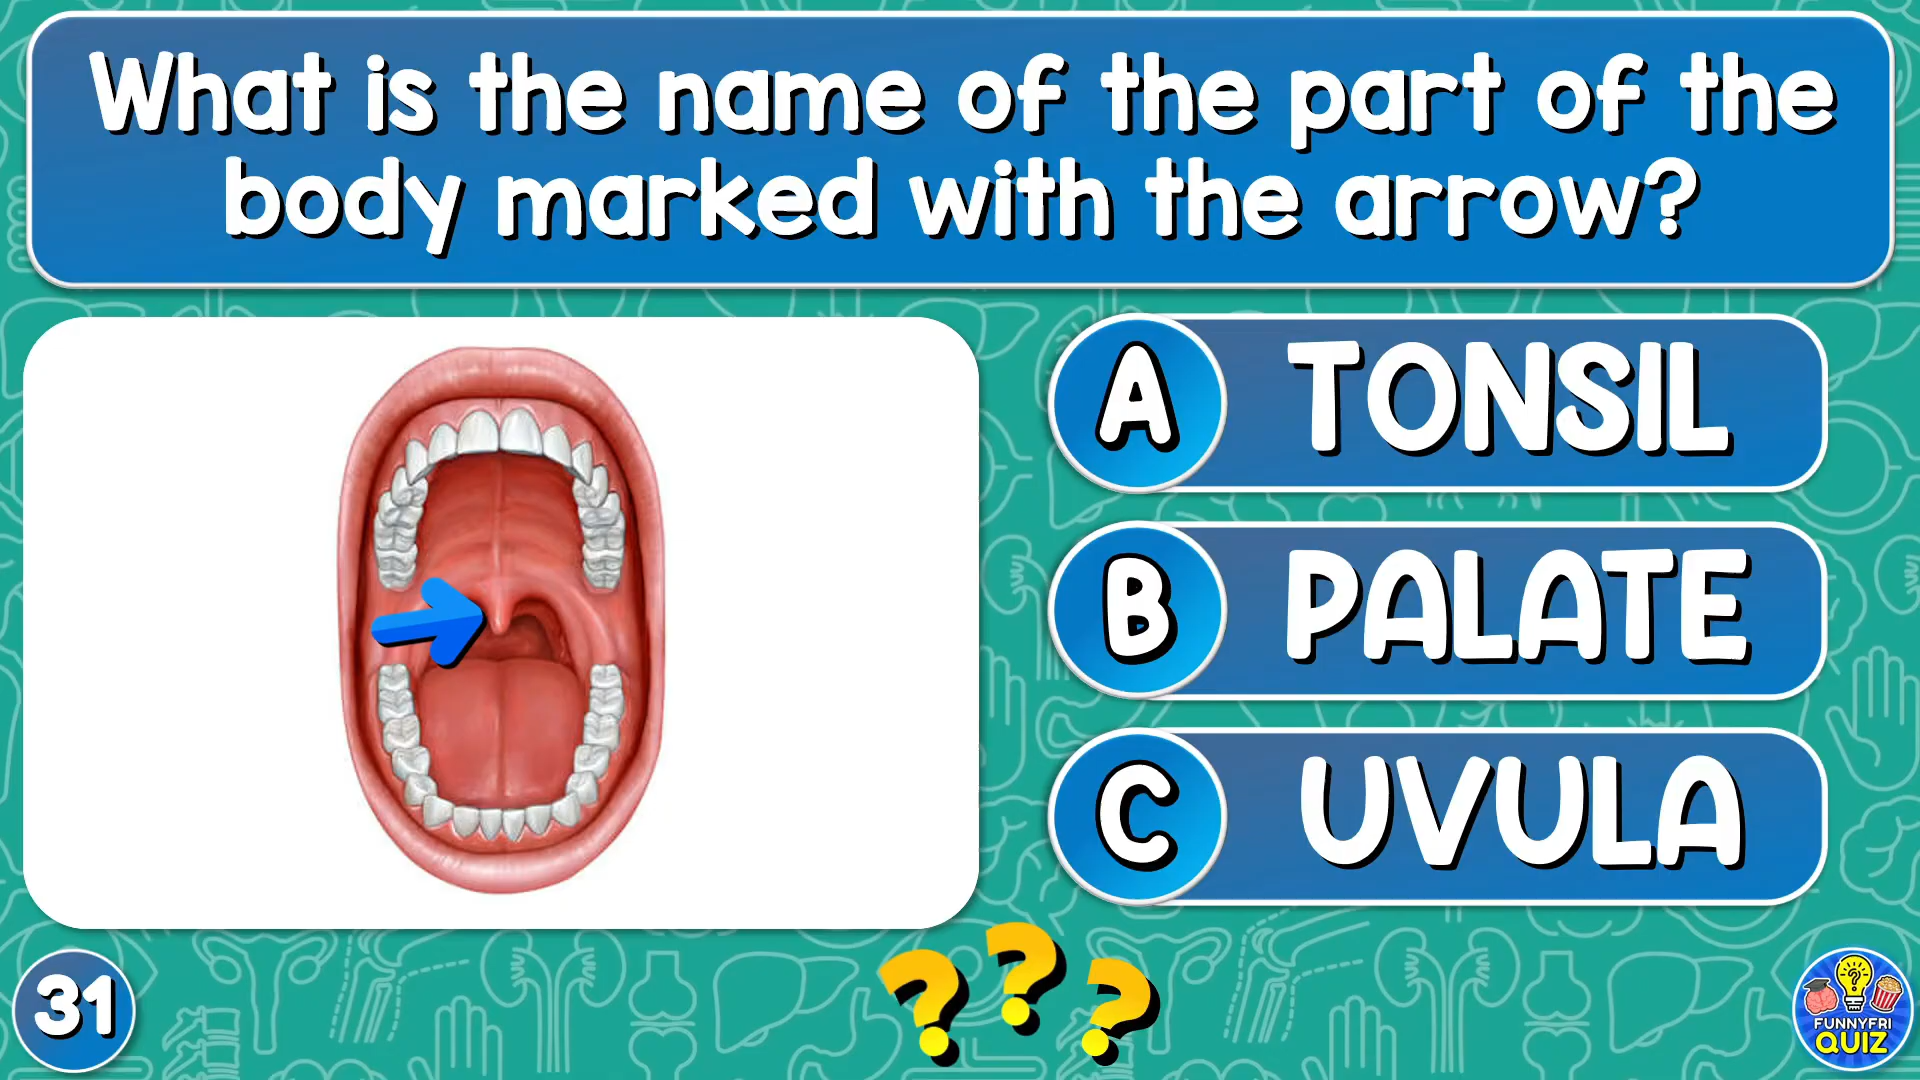 What is the name of the part of the
body marked with the arrow?
A TONSIL
B PALATE
C UVULA
???
31
?
FUNNYFRI
QUIZ